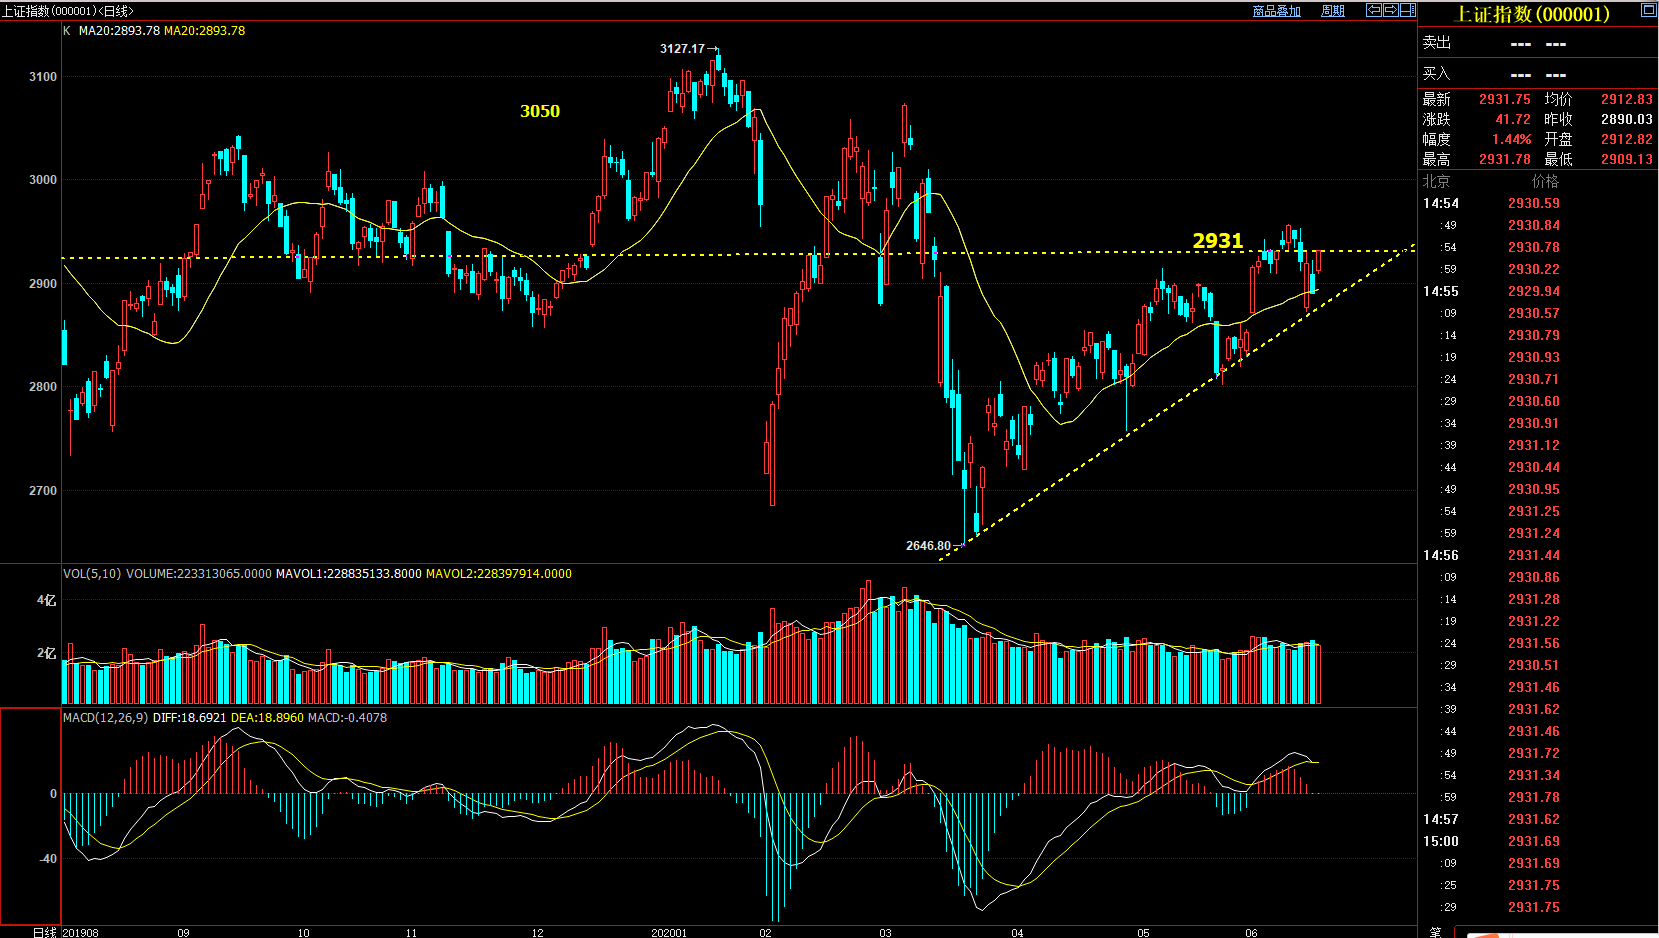 上证指数(000001)<日线>
商品叠加 周期
K MA20:2893.78 MA20:2893.78
3127.17
3100
3050
3000
2931
2900
2800
2700
2646.80
VOL(5,10) VOLUME:223313065.0000 MAVOL1:228835133.8000 MAVOL2:228397914.0000
4亿
2亿
MACD(12,26,9) DIFF:18.6921 DEA:18.8960 MACD:-0.4078
0
-40
日线 201908 09 10 11 12 202001 02 03 04 05 06
上证指数(000001)
卖出 --- ---
买入 --- ---
最新 2931.75 均价 2912.83
涨跌 41.72 昨收 2890.03
幅度 1.44% 开盘 2912.82
最高 2931.78 最低 2909.13
北京 价格
14:54 2930.59
:49 2930.84
:54 2930.78
:59 2930.22
14:55 2929.94
:09 2930.57
:14 2930.79
:19 2930.93
:24 2930.71
:29 2930.60
:34 2930.91
:39 2931.12
:44 2930.44
:49 2930.95
:54 2931.25
:59 2931.24
14:56 2931.44
:09 2930.86
:14 2931.28
:19 2931.22
:24 2931.56
:29 2930.51
:34 2931.46
:39 2931.62
:44 2931.46
:49 2931.72
:54 2931.34
:59 2931.78
14:57 2931.62
15:00 2931.69
:09 2931.69
:25 2931.75
:29 2931.75
笔